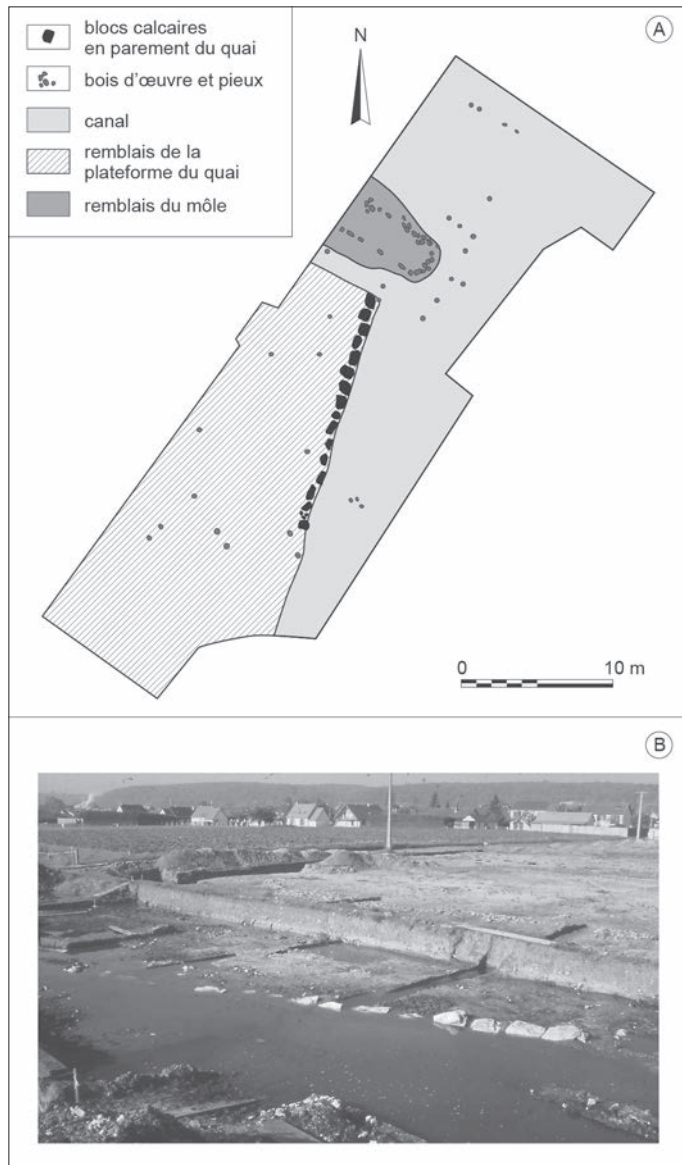 blocs calcaires
en parement du quai
bois d'œuvre et pieux
canal
remblais de la
plateforme du quai
remblais du môle
N
A
0 10 m
B